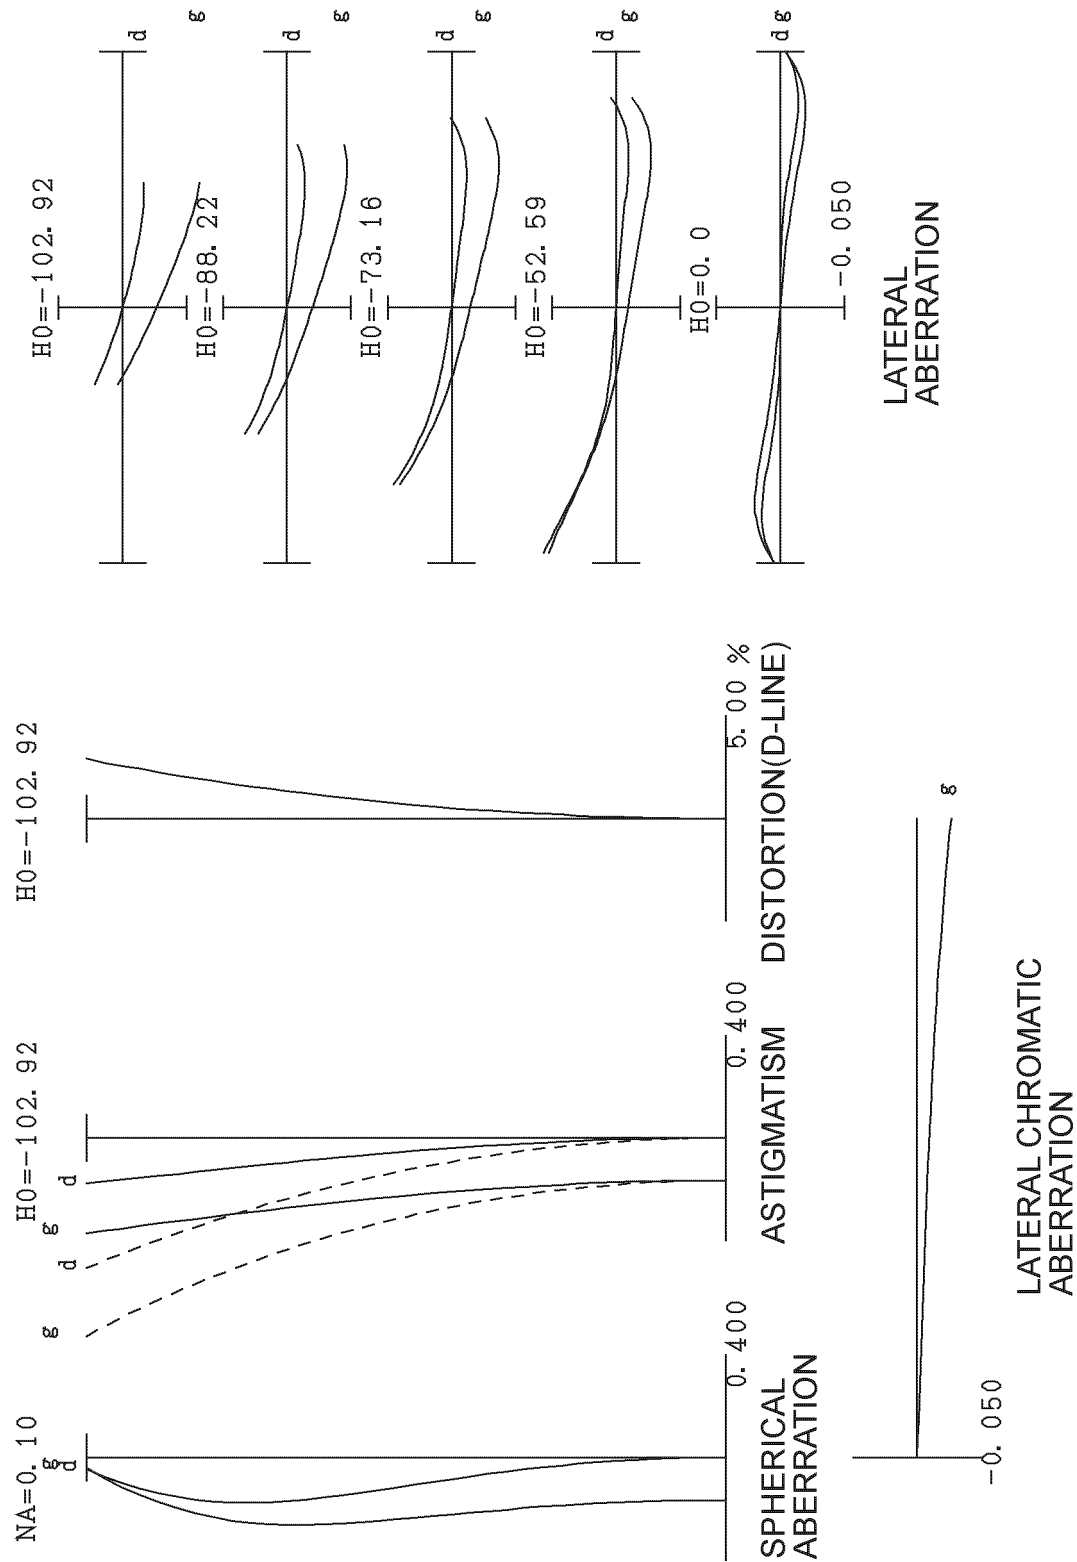 NA=0. 10
g
d
0. 400
SPHERICAL
ABERRATION
H0=-102. 92
g
d
g
d
0. 400
ASTIGMATISM
H0=-102. 92
5. 00 %
DISTORTION(D-LINE)
g
-0. 050
LATERAL CHROMATIC
ABERRATION
H0=-102. 92
d
g
H0=-88. 22
d
g
H0=-73. 16
d
g
H0=-52. 59
d
g
H0=0. 0
d g
-0. 050
LATERAL
ABERRATION